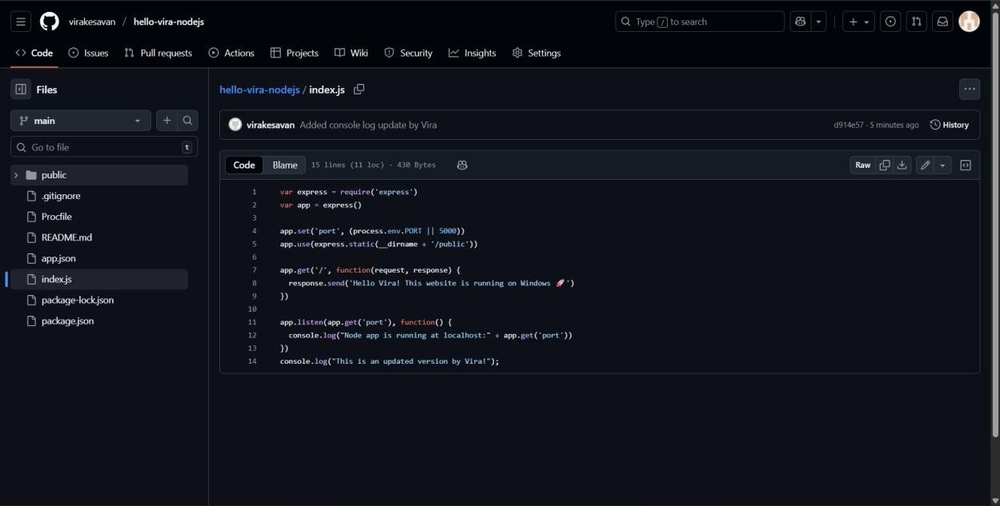 virakesavan / hello-vira-nodejs
Type / to search
Code
Issues
Pull requests
Actions
Projects
Wiki
Security
Insights
Settings
Files
main
Go to file
t
public
.gitignore
Procfile
README.md
app.json
index.js
package-lock.json
package.json
hello-vira-nodejs / index.js
virakesavan Added console log update by Vira
d914e57 · 5 minutes ago
History
Code
Blame
15 lines (11 loc) · 430 Bytes
Raw
1 var express = require('express')
2 var app = express()
3
4 app.set('port', (process.env.PORT || 5000))
5 app.use(express.static(__dirname + '/public'))
6
7 app.get('/', function(request, response) {
8 response.send('Hello Vira! This website is running on Windows 🚀')
9 })
10
11 app.listen(app.get('port'), function() {
12 console.log("Node app is running at localhost:" + app.get('port'))
13 })
14 console.log("This is an updated version by Vira!");